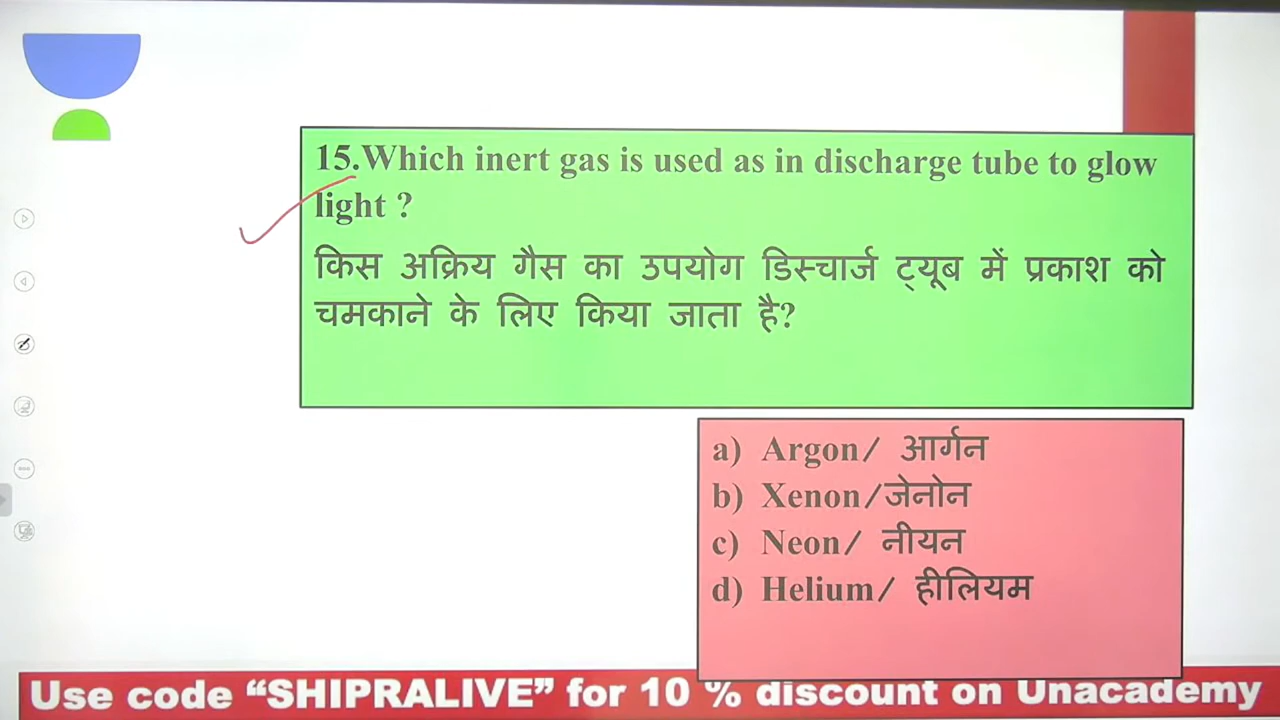 15.Which inert gas is used as in discharge tube to glow
light ?
किस अक्रिय गैस का उपयोग डिस्चार्ज ट्यूब में प्रकाश को
चमकाने के लिए किया जाता है?
a) Argon/ आर्गन
b) Xenon/जेनोन
c) Neon/ नीयन
d) Helium/ हीलियम
Use code “SHIPRALIVE” for 10 % discount on Unacademy